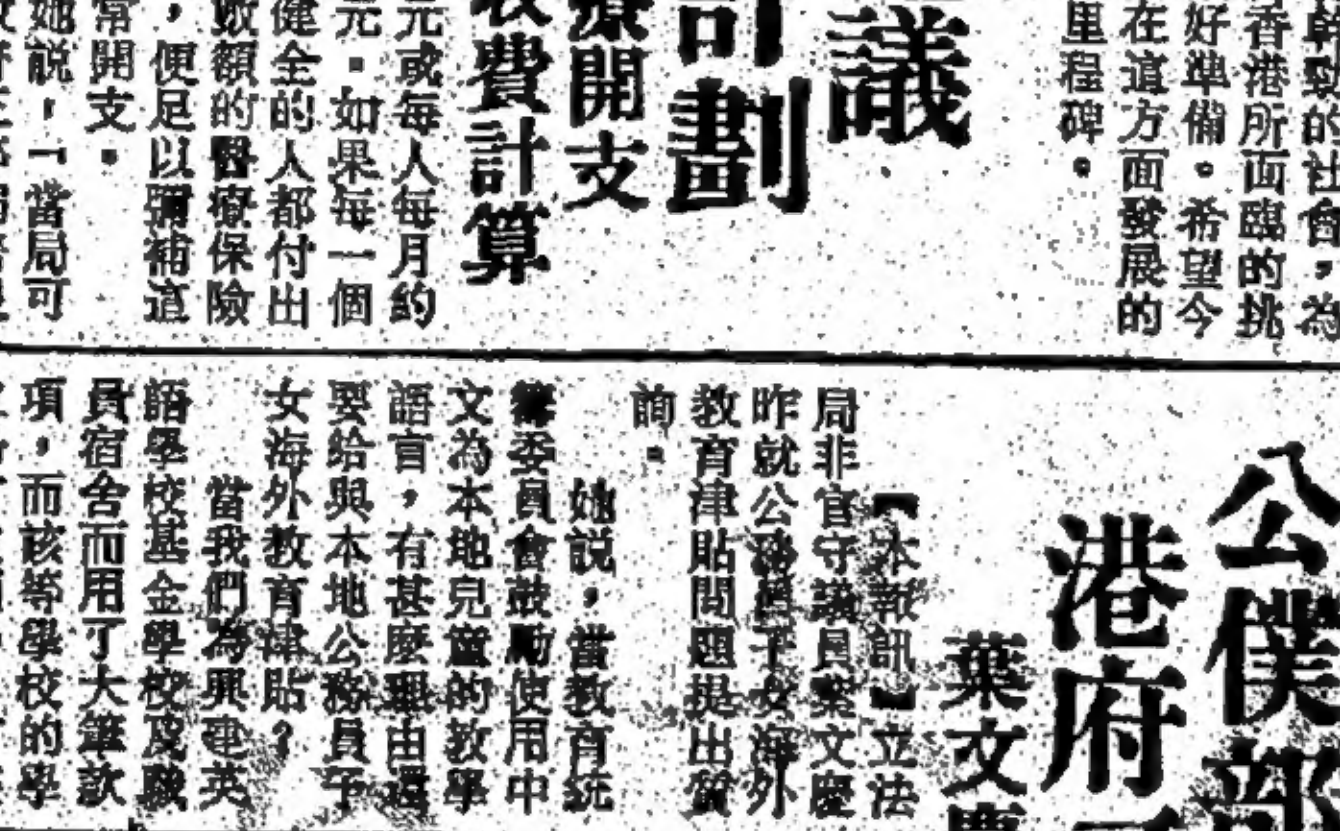 幹勁的社會，為
香港所面臨的挑
好準備。希望今
在這方面發展的
里程碑。
議
計劃
療開支
費計算
元或每人每月約
元。如果每一個
健全的人都付出
數額的醫療保險
，便足以彌補這
常開支。
她說，「當局可
公僕部
港府
葉文慶
【本報訊】立法
局非官守議員葉文慶
昨就公務員子女海外
教育津貼問題提出質
詢。
她說，當教育統
籌委員會鼓勵使用中
文為本地兒童的教學
語言，有甚麼理由還
要給與本地公務員子
女海外教育津貼？
當我們為興建英
語學校基金學校及職
員宿舍而用了大筆款
項，而該等學校的學